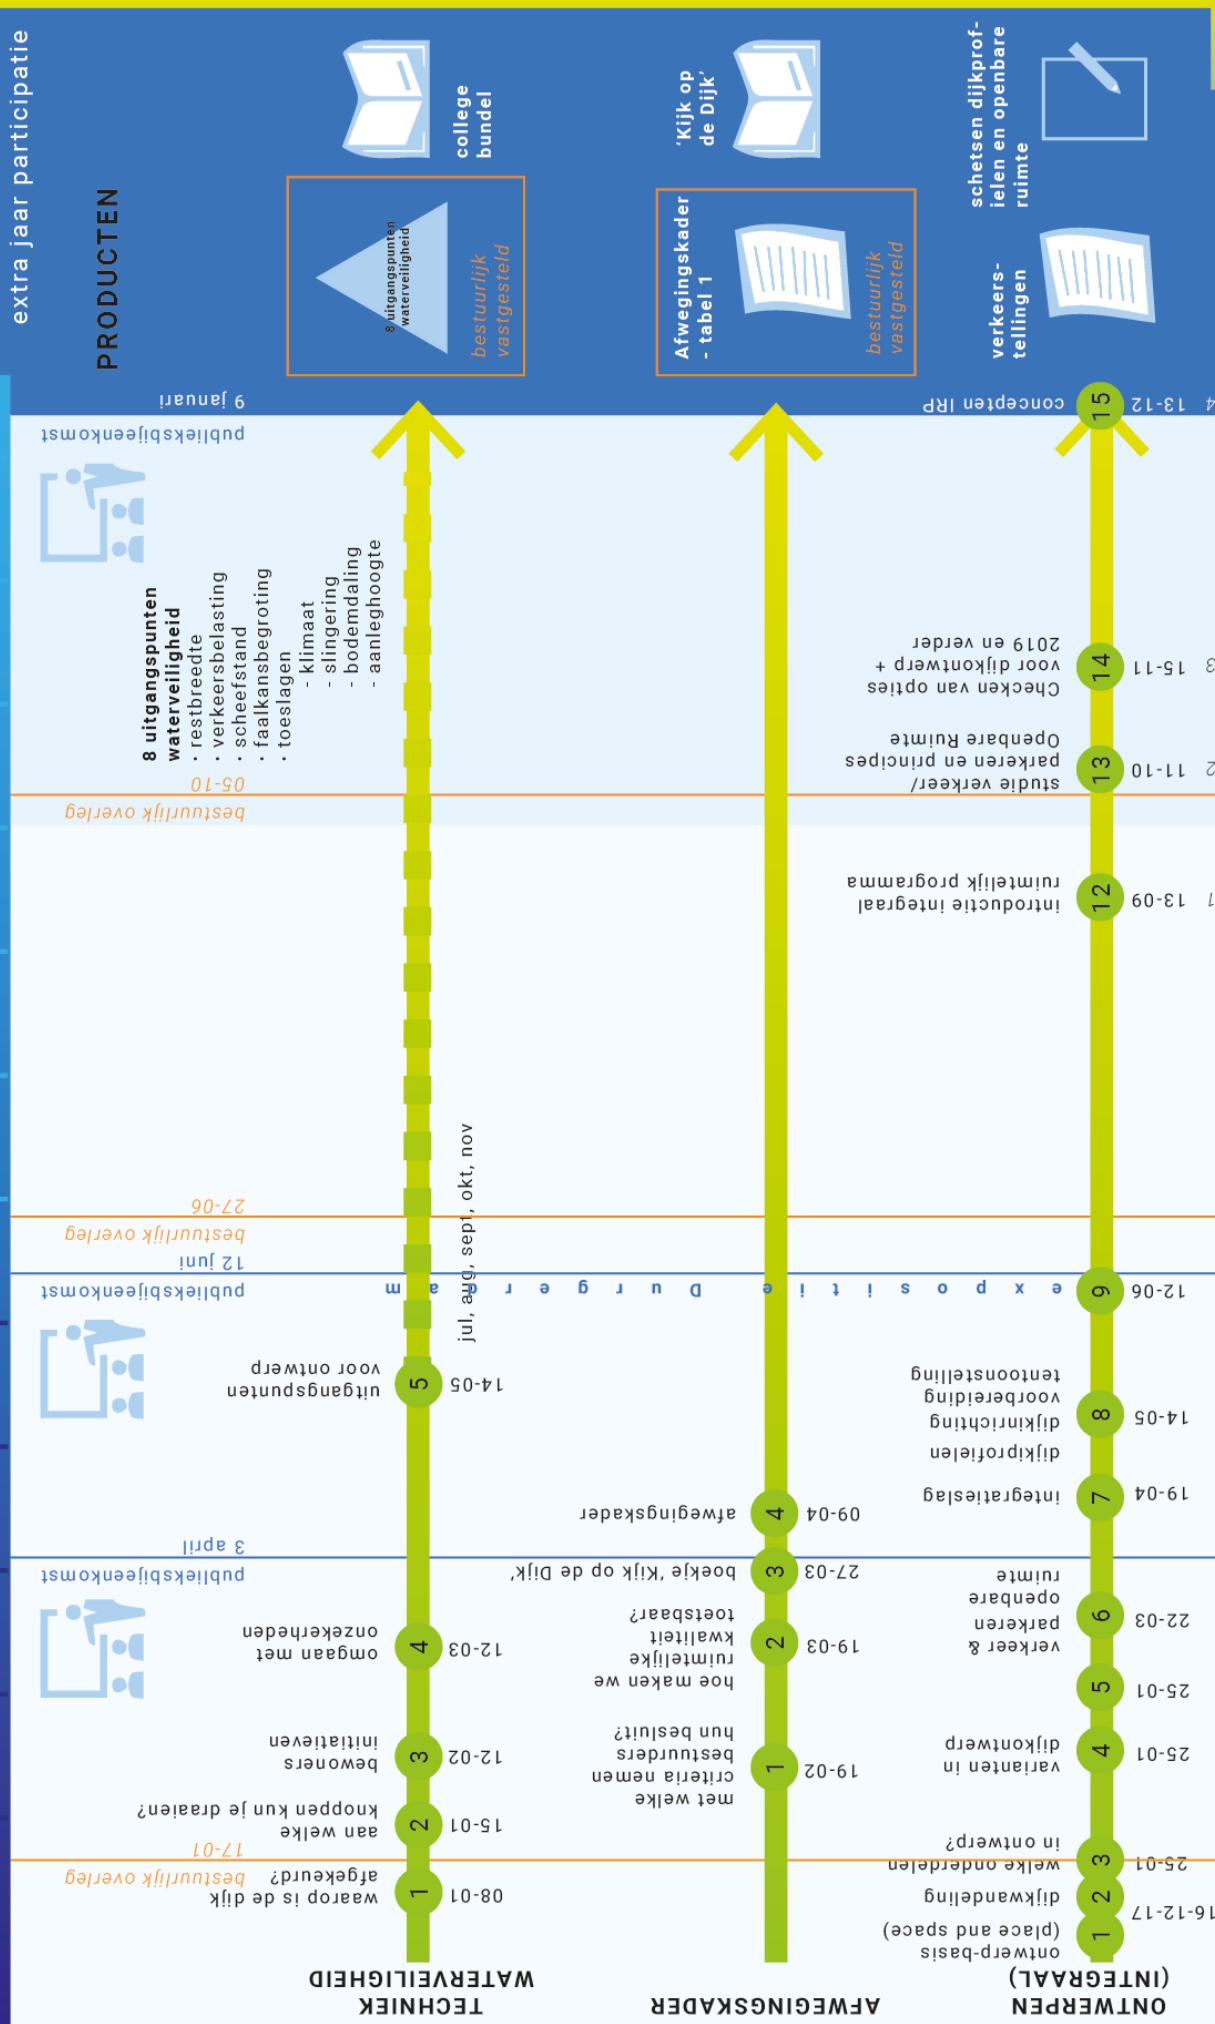 extra jaar participatie
PRODUCTEN
8 uitgangspunten
waterveiligheid
bestuurlijk
vastgesteld
college
bundel
Afwegingskader
- tabel 1
bestuurlijk
vastgesteld
‘Kijk op
de Dijk’
verkeers-
tellingen
schetsen dijkprof-
ielen en openbare
ruimte
TECHNIEK
WATERVEILIGHEID
1
08-01
waarop is de dijk
afgekeurd?
2
15-01
aan welke
knoppen kun je draaien?
3
12-02
bewoners
initiatieven
4
12-03
omgaan met
onzekerheden
5
14-05
uitgangspunten
voor ontwerp
jul, aug, sept, okt, nov
8 uitgangspunten
waterveiligheid
· restbreedte
· verkeersbelasting
· scheefstand
· faalkansbegroting
· toeslagen
- klimaat
- slingering
- bodemdaling
- aanleghoogte
AFWEGINGSKADER
1
19-02
met welke
criteria nemen
bestuurders
hun besluit?
2
19-03
hoe maken we
ruimtelijke
kwaliteit
toetsbaar?
3
27-03
boekje ‘Kijk op de Dijk’
4
09-04
afwegingskader
ONTWERPEN
(INTEGRAAL)
1
ontwerp-basis
(place and space)
16-12-17
2
dijkwandeling
3
25-01
welke onderdelen
in ontwerp?
4
25-01
varianten in
dijkontwerp
5
25-01
6
22-03
verkeer &
parkeren
openbare
ruimte
7
19-04
integratieslag
dijkprofielen
8
14-05
dijkinrichting
voorbereiding
tentoonstelling
9
12-06
expositie Durgerdam
12
13-09
1
introductie integraal
ruimtelijk programma
13
11-10
2
studie verkeer/
parkeren en principes
Openbare Ruimte
14
15-11
3
Checken van opties
voor dijkontwerp +
2019 en verder
15
13-12
4
concepten IRP
bestuurlijk overleg
17-01
publieksbijeenkomst
3 april
publieksbijeenkomst
12 juni
bestuurlijk overleg
27-06
bestuurlijk overleg
05-10
publieksbijeenkomst
9 januari